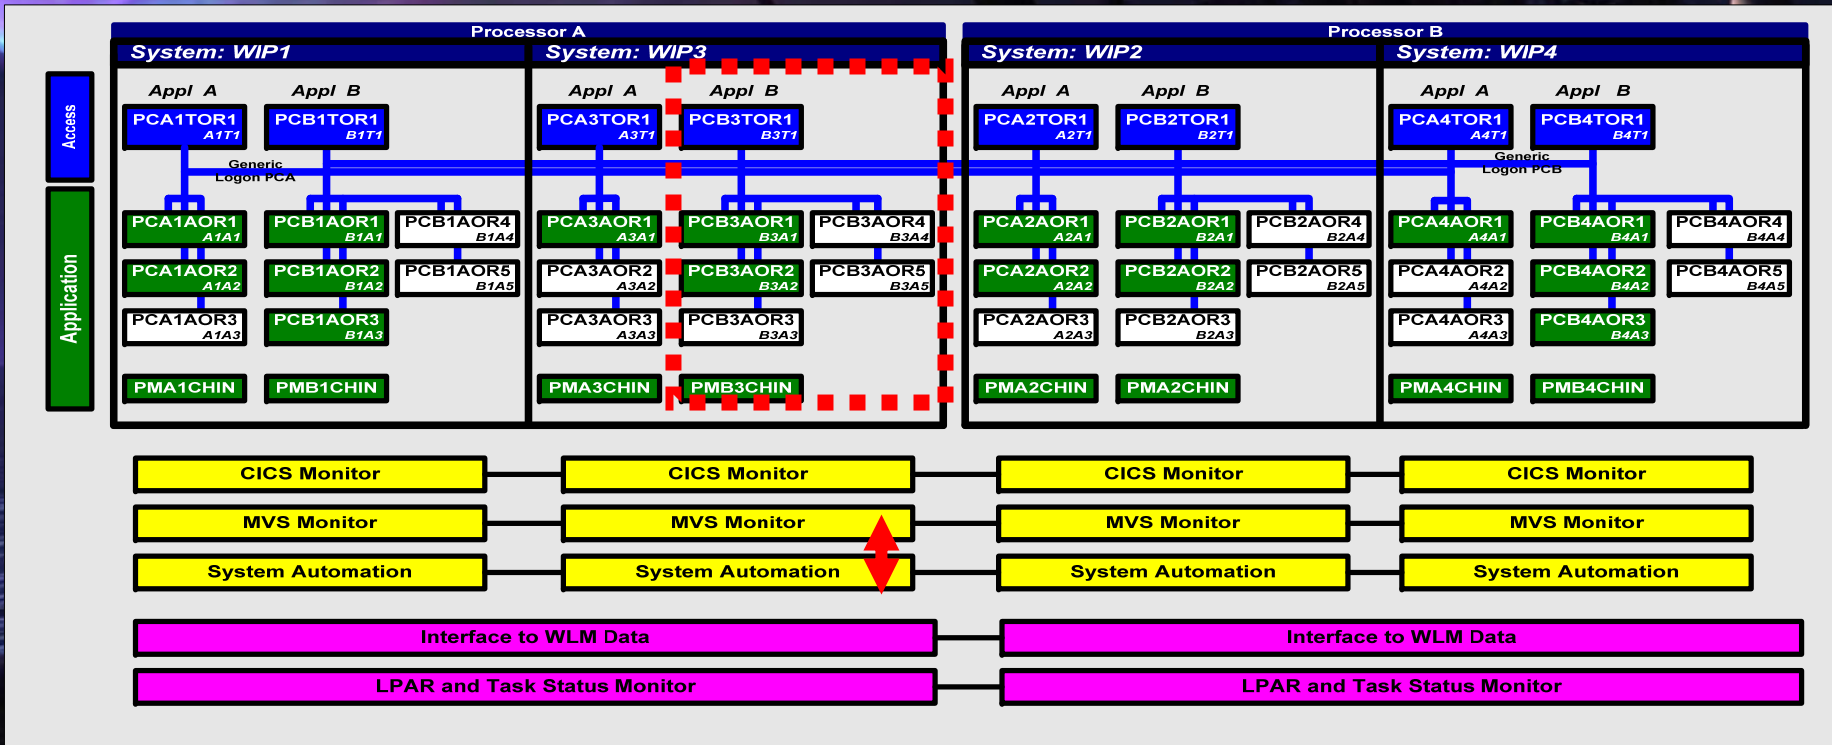 Processor A
Processor B
System: WIP1
System: WIP3
System: WIP2
System: WIP4
Access
Application
Appl A
Appl B
Appl A
Appl B
Appl A
Appl B
Appl A
Appl B
PCA1TOR1
A1T1
PCB1TOR1
B1T1
PCA3TOR1
A3T1
PCB3TOR1
B3T1
PCA2TOR1
A2T1
PCB2TOR1
B2T1
PCA4TOR1
A4T1
PCB4TOR1
B4T1
Generic
Logon PCA
Generic
Logon PCB
PCA1AOR1
A1A1
PCB1AOR1
B1A1
PCB1AOR4
B1A4
PCA3AOR1
A3A1
PCB3AOR1
B3A1
PCB3AOR4
B3A4
PCA2AOR1
A2A1
PCB2AOR1
B2A1
PCB2AOR4
B2A4
PCA4AOR1
A4A1
PCB4AOR1
B4A1
PCB4AOR4
B4A4
PCA1AOR2
A1A2
PCB1AOR2
B1A2
PCB1AOR5
B1A5
PCA3AOR2
A3A2
PCB3AOR2
B3A2
PCB3AOR5
B3A5
PCA2AOR2
A2A2
PCB2AOR2
B2A2
PCB2AOR5
B2A5
PCA4AOR2
A4A2
PCB4AOR2
B4A2
PCB4AOR5
B4A5
PCA1AOR3
A1A3
PCB1AOR3
B1A3
PCA3AOR3
A3A3
PCB3AOR3
B3A3
PCA2AOR3
A2A3
PCB2AOR3
B2A3
PCA4AOR3
A4A3
PCB4AOR3
B4A3
PMA1CHIN
PMB1CHIN
PMA3CHIN
PMB3CHIN
PMA2CHIN
PMA2CHIN
PMA4CHIN
PMB4CHIN
CICS Monitor
CICS Monitor
CICS Monitor
CICS Monitor
MVS Monitor
MVS Monitor
MVS Monitor
MVS Monitor
System Automation
System Automation
System Automation
System Automation
Interface to WLM Data
Interface to WLM Data
LPAR and Task Status Monitor
LPAR and Task Status Monitor